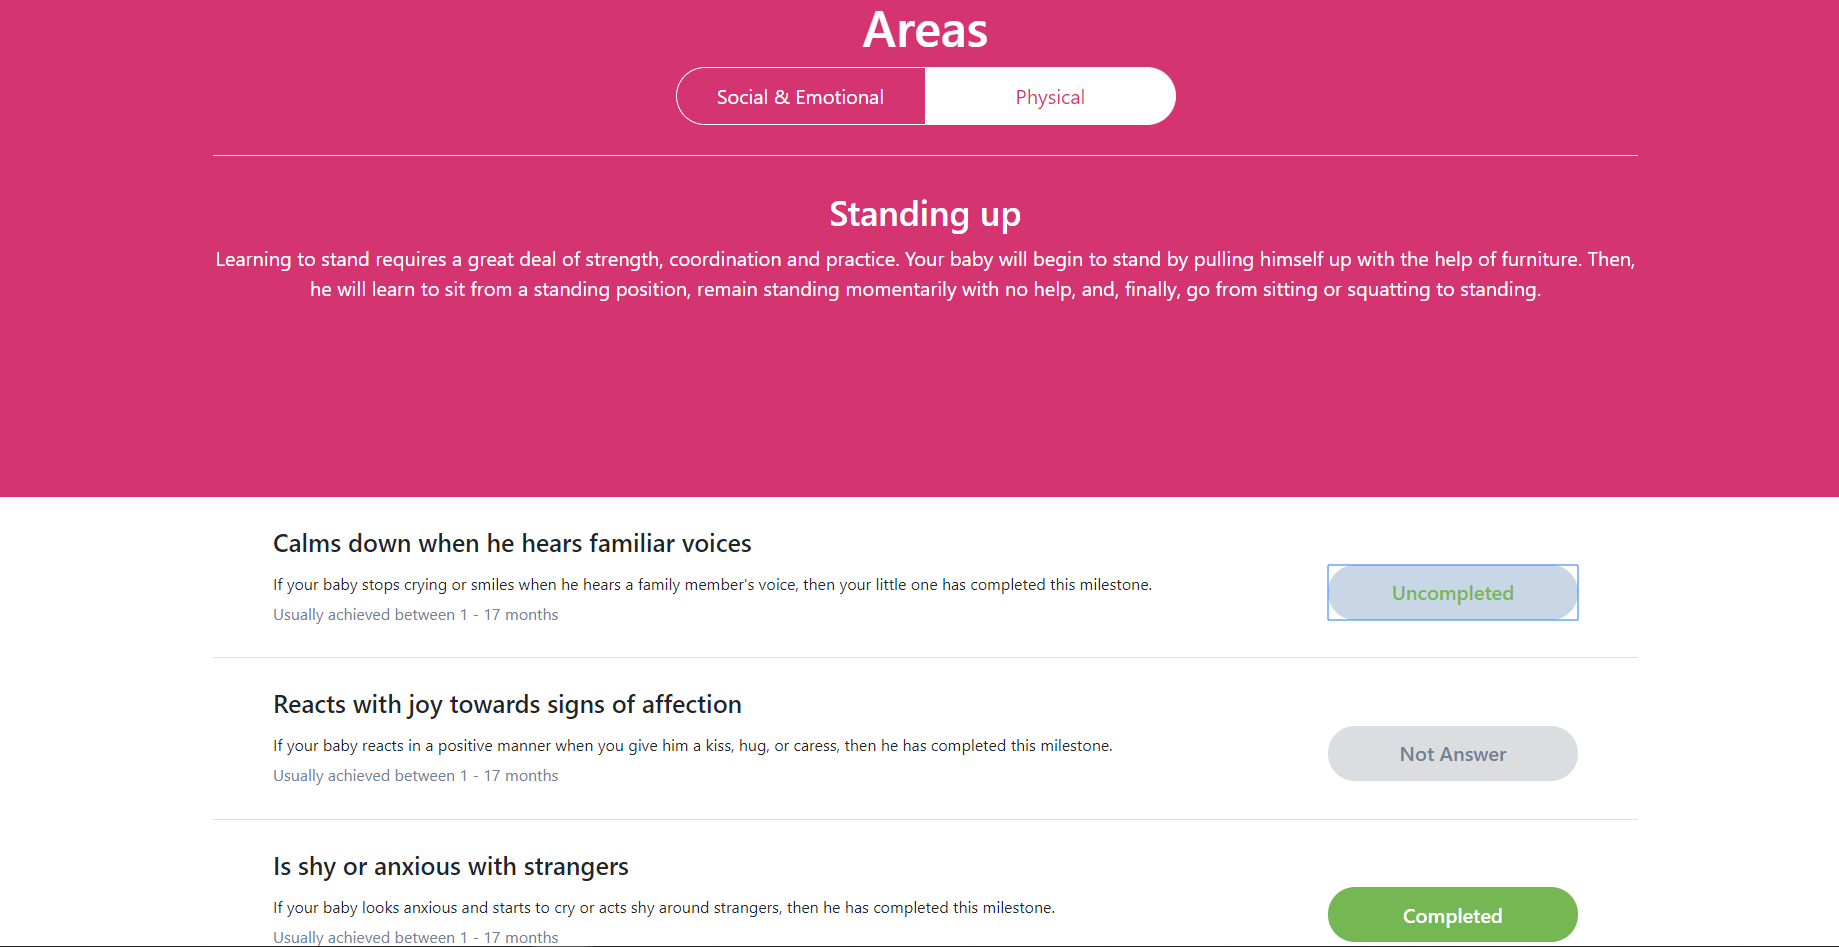 Areas
Social & Emotional
Physical
Standing up
Learning to stand requires a great deal of strength, coordination and practice. Your baby will begin to stand by pulling himself up with the help of furniture. Then,
he will learn to sit from a standing position, remain standing momentarily with no help, and, finally, go from sitting or squatting to standing.
Calms down when he hears familiar voices
If your baby stops crying or smiles when he hears a family member's voice, then your little one has completed this milestone.
Usually achieved between 1 - 17 months
Uncompleted
Reacts with joy towards signs of affection
If your baby reacts in a positive manner when you give him a kiss, hug, or caress, then he has completed this milestone.
Usually achieved between 1 - 17 months
Not Answer
Is shy or anxious with strangers
If your baby looks anxious and starts to cry or acts shy around strangers, then he has completed this milestone.
Usually achieved between 1 - 17 months
Completed